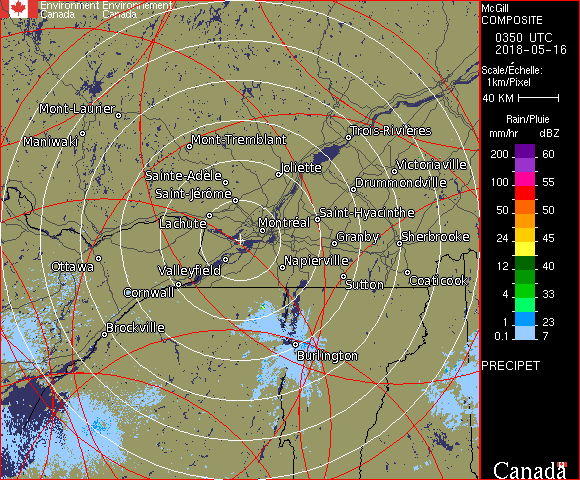 Environment Environnement
Canada Canada
Mont-Laurier
Maniwaki
Mont-Tremblant
Trois-Rivières
Sainte-Adèle
Joliette
Victoriaville
Saint-Jérôme
Drummondville
Lachute
Montréal
Saint-Hyacinthe
Granby
Sherbrooke
Ottawa
Valleyfield
Napierville
Cornwall
Sutton
Coaticook
Brockville
Burlington
McGill
COMPOSITE
0350 UTC
2018-05-16
Scale/Échelle:
1km/Pixel
40 KM
Rain/Pluie
mm/hr dBZ
200 60
150 57
100 55
50 50
24 45
12 40
4 33
1 23
0.1 7
PRECIPET
Canada